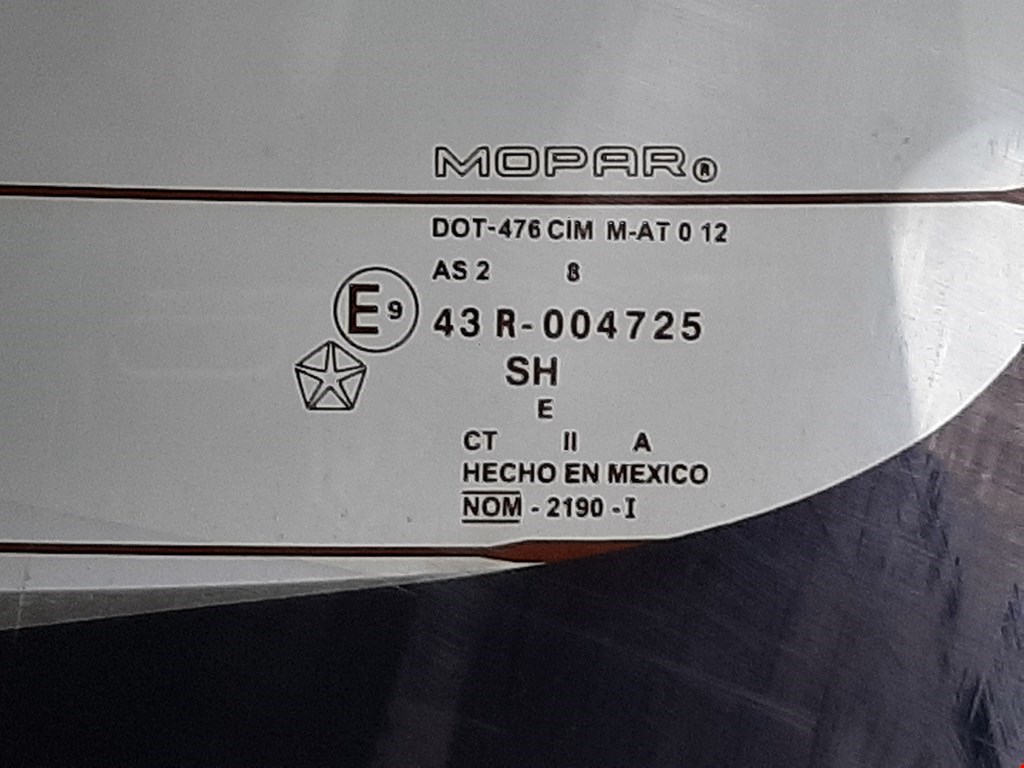 MOPAR®
DOT-476 CIM M-AT 0 12
AS 2 8
E9
43 R-004725
SH
E
CT II A
HECHO EN MEXICO
NOM - 2190 - I